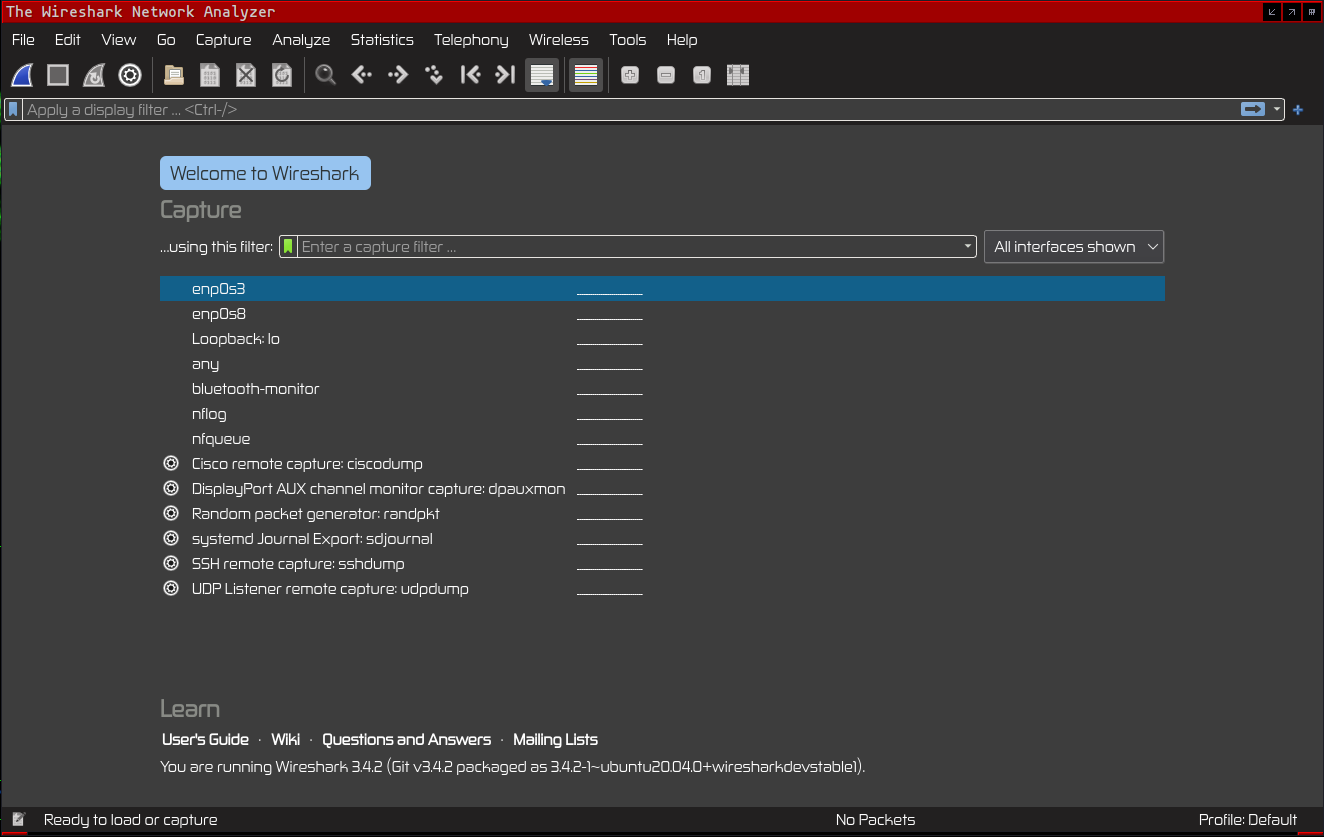 The Wireshark Network Analyzer
File Edit View Go Capture Analyze Statistics Telephony Wireless Tools Help
Apply a display filter ... <Ctrl-/>
Welcome to Wireshark
Capture
...using this filter: Enter a capture filter ... All interfaces shown
enp0s3
enp0s8
Loopback: lo
any
bluetooth-monitor
nflog
nfqueue
Cisco remote capture: ciscodump
DisplayPort AUX channel monitor capture: dpauxmon
Random packet generator: randpkt
systemd Journal Export: sdjournal
SSH remote capture: sshdump
UDP Listener remote capture: udpdump
Learn
User's Guide · Wiki · Questions and Answers · Mailing Lists
You are running Wireshark 3.4.2 (Git v3.4.2 packaged as 3.4.2-1~ubuntu20.04.0+wiresharkdevstable1).
Ready to load or capture No Packets Profile: Default